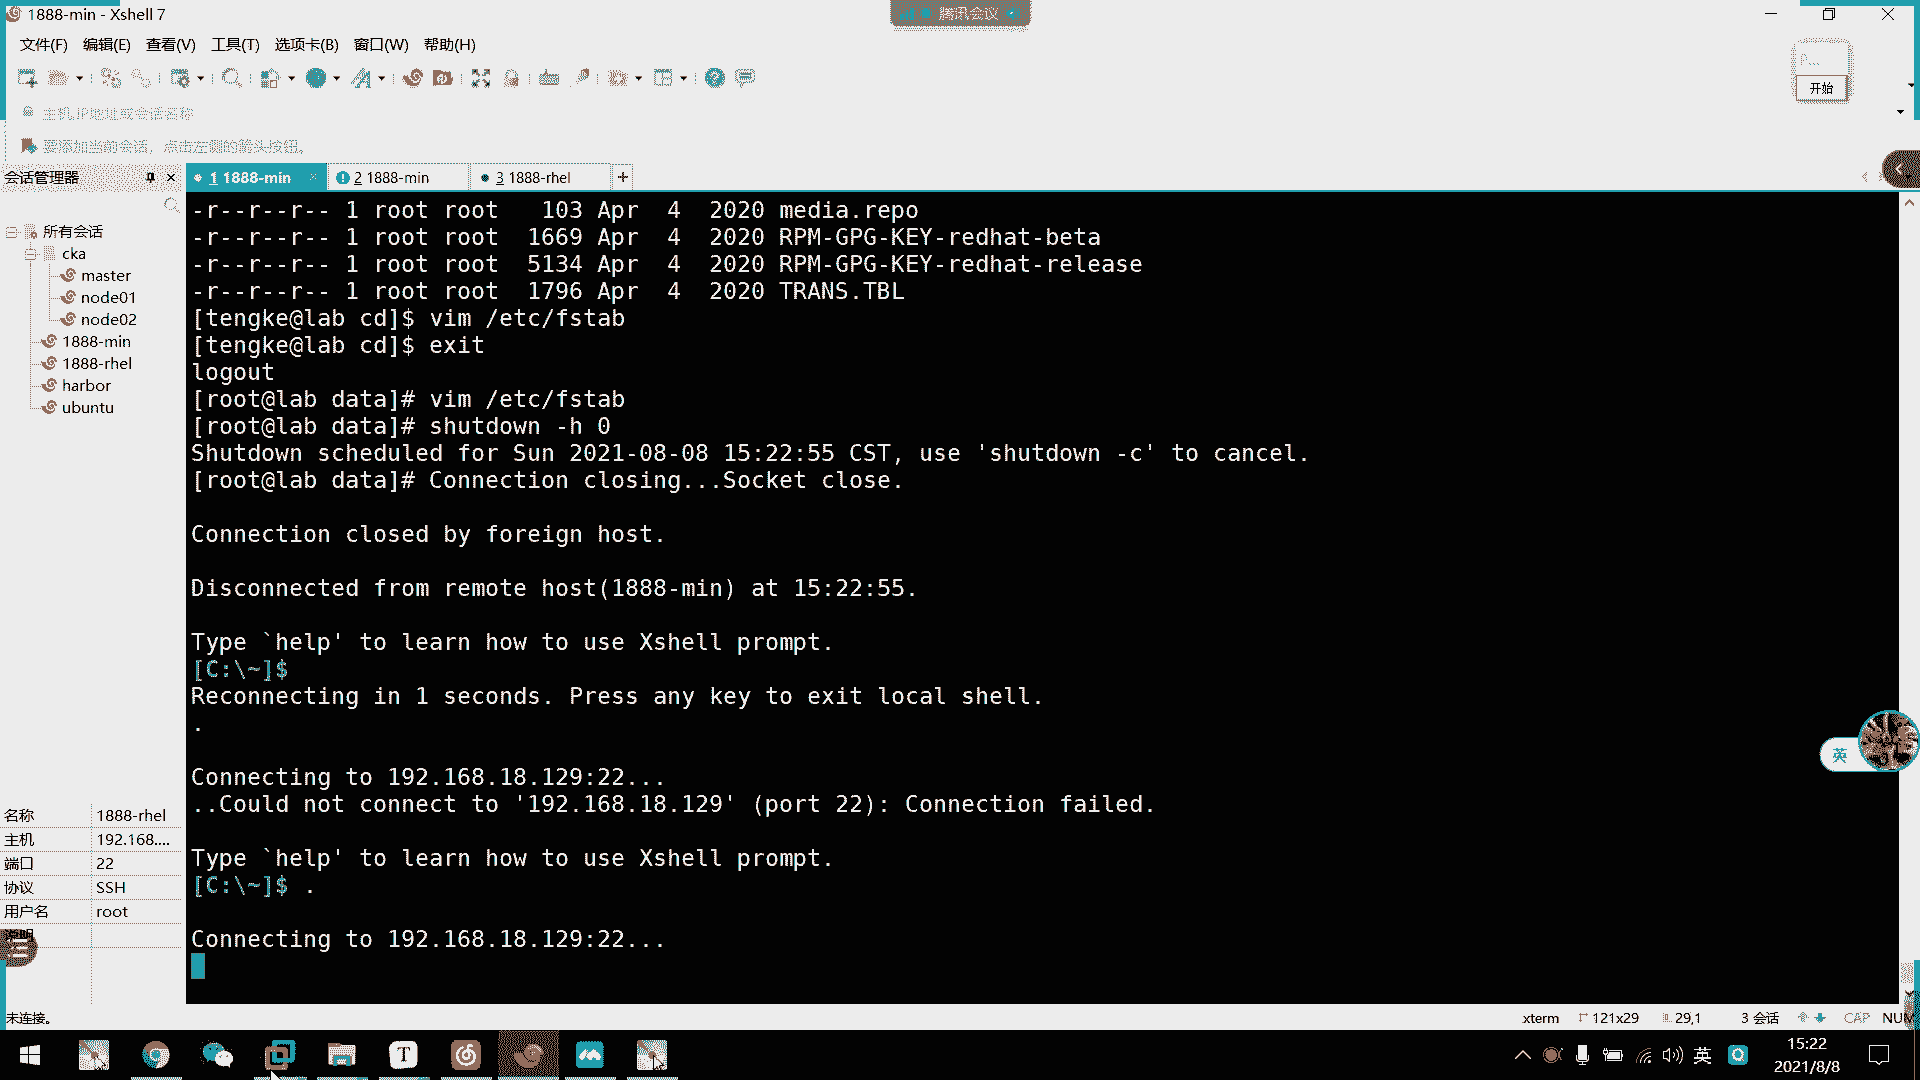 1888-min - Xshell 7
腾讯会议
文件(F) 编辑(E) 查看(V) 工具(T) 选项卡(B) 窗口(W) 帮助(H)
P...
开始
主机,IP地址或会话名称
要添加当前会话，点击左侧的箭头按钮。
会话管理器
1 1888-min
2 1888-min
3 1888-rhel
所有会话
cka
master
node01
node02
1888-min
1888-rhel
harbor
ubuntu
-r--r--r-- 1 root root 103 Apr 4 2020 media.repo
-r--r--r-- 1 root root 1669 Apr 4 2020 RPM-GPG-KEY-redhat-beta
-r--r--r-- 1 root root 5134 Apr 4 2020 RPM-GPG-KEY-redhat-release
-r--r--r-- 1 root root 1796 Apr 4 2020 TRANS.TBL
[tengke@lab cd]$ vim /etc/fstab
[tengke@lab cd]$ exit
logout
[root@lab data]# vim /etc/fstab
[root@lab data]# shutdown -h 0
Shutdown scheduled for Sun 2021-08-08 15:22:55 CST, use 'shutdown -c' to cancel.
[root@lab data]# Connection closing...Socket close.
Connection closed by foreign host.
Disconnected from remote host(1888-min) at 15:22:55.
Type `help' to learn how to use Xshell prompt.
[C:\~]$
Reconnecting in 1 seconds. Press any key to exit local shell.
.
Connecting to 192.168.18.129:22...
..Could not connect to '192.168.18.129' (port 22): Connection failed.
Type `help' to learn how to use Xshell prompt.
[C:\~]$ .
Connecting to 192.168.18.129:22...
英
名称 1888-rhel
主机 192.168....
端口 22
协议 SSH
用户名 root
说明
未连接。
xterm 121x29 29,1 3 会话 CAP NUM
T
英
15:22
2021/8/8